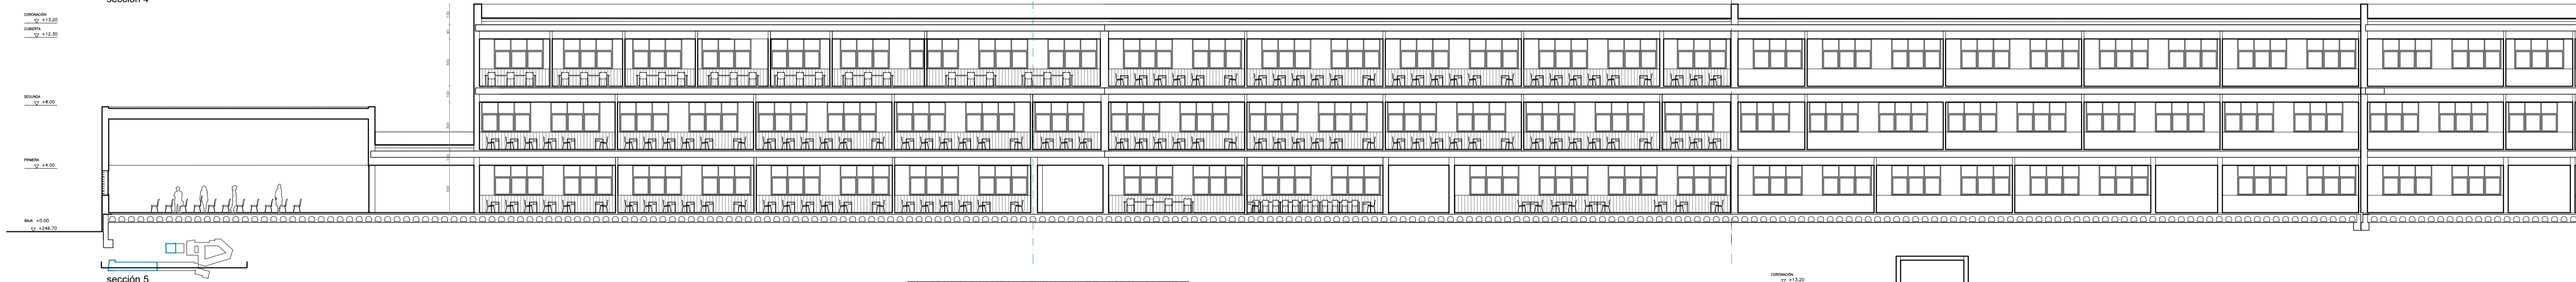 sección 4
CORONACIÓN
+13.20
CUBIERTA
+12.30
SEGUNDA
+8.00
PRIMERA
+4.00
BAJA +0.00
+246.70
sección 5
CORONACIÓN
+13.20